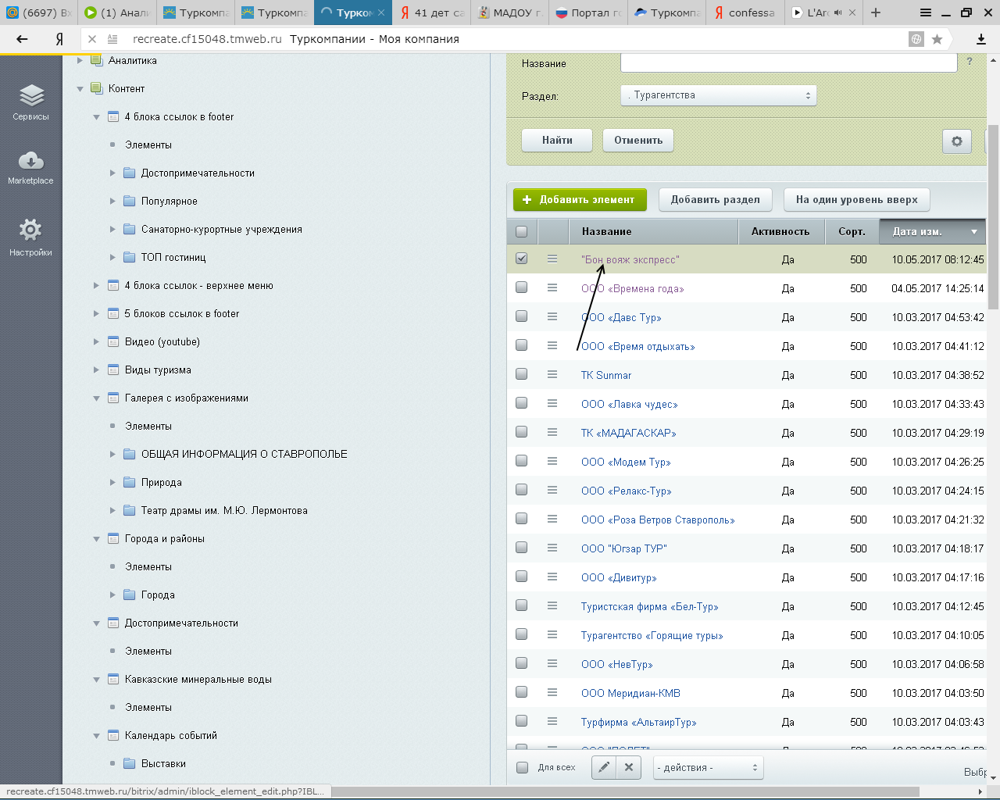 (6697) Вх
(1) Анали
Туркомпа
Туркомпа
Турком
41 дет са
МАДОУ г.
Портал го
Туркомпа
confessa
L'Arc
Я recreate.cf15048.tmweb.ru Туркомпании - Моя компания
Сервисы
Marketplace
Настройки
Аналитика
Контент
4 блока ссылок в footer
Элементы
Достопримечательности
Популярное
Санаторно-курортные учреждения
ТОП гостиниц
4 блока ссылок - верхнее меню
5 блоков ссылок в footer
Видео (youtube)
Виды туризма
Галерея с изображениями
Элементы
ОБЩАЯ ИНФОРМАЦИЯ О СТАВРОПОЛЬЕ
Природа
Театр драмы им. М.Ю. Лермонтова
Города и районы
Элементы
Города
Достопримечательности
Элементы
Кавказские минеральные воды
Элементы
Календарь событий
Выставки
Название ?
Раздел: . Турагентства
Найти Отменить
+ Добавить элемент Добавить раздел На один уровень вверх
Название Активность Сорт. Дата изм.
"Бон вояж экспресс" Да 500 10.05.2017 08:12:45
ООО «Времена года» Да 500 04.05.2017 14:25:14
ООО «Давс Тур» Да 500 10.03.2017 04:53:42
ООО «Время отдыхать» Да 500 10.03.2017 04:41:12
ТК Sunmar Да 500 10.03.2017 04:38:52
ООО «Лавка чудес» Да 500 10.03.2017 04:33:43
ТК «МАДАГАСКАР» Да 500 10.03.2017 04:29:19
ООО «Модем Тур» Да 500 10.03.2017 04:26:25
ООО «Релакс-Тур» Да 500 10.03.2017 04:24:15
ООО «Роза Ветров Ставрополь» Да 500 10.03.2017 04:21:32
ООО "Югзар ТУР" Да 500 10.03.2017 04:18:17
ООО «Дивитур» Да 500 10.03.2017 04:17:16
Туристская фирма «Бел-Тур» Да 500 10.03.2017 04:12:45
Турагентство «Горящие туры» Да 500 10.03.2017 04:10:05
ООО «НевТур» Да 500 10.03.2017 04:06:58
ООО Меридиан-КМВ Да 500 10.03.2017 04:03:50
Турфирма «АльтаирТур» Да 500 10.03.2017 04:03:43
Для всех - действия - Выбр
recreate.cf15048.tmweb.ru/bitrix/admin/iblock_element_edit.php?IBL...